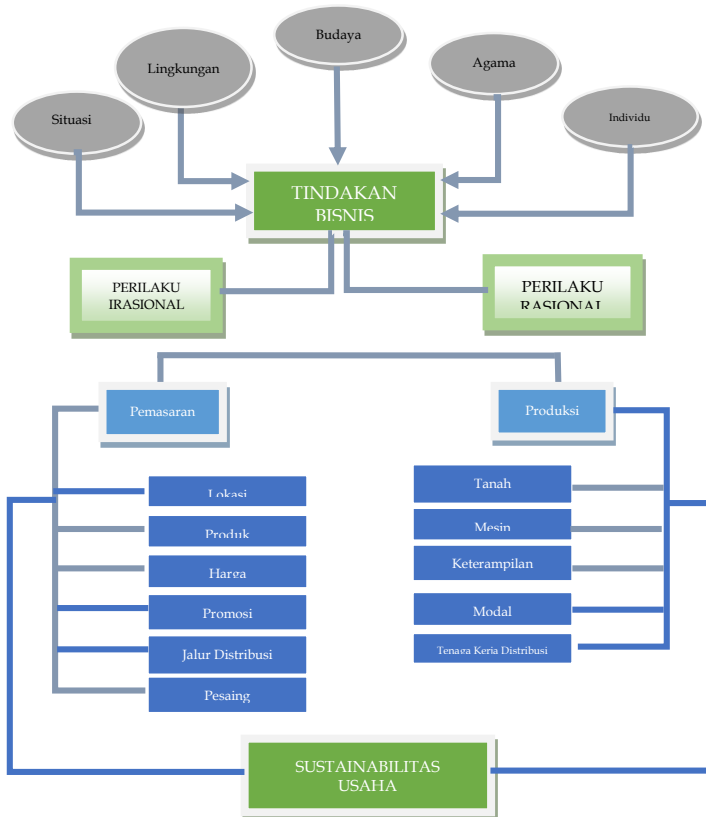 Budaya
Lingkungan
Agama
Situasi
Individu
TINDAKAN
BISNIS
PERILAKU
IRASIONAL
PERILAKU
RASIONAL
Pemasaran
Produksi
Lokasi
Produk
Harga
Promosi
Jalur Distribusi
Pesaing
Tanah
Mesin
Keterampilan
Modal
Tenaga Kerja Distribusi
SUSTAINABILITAS
USAHA